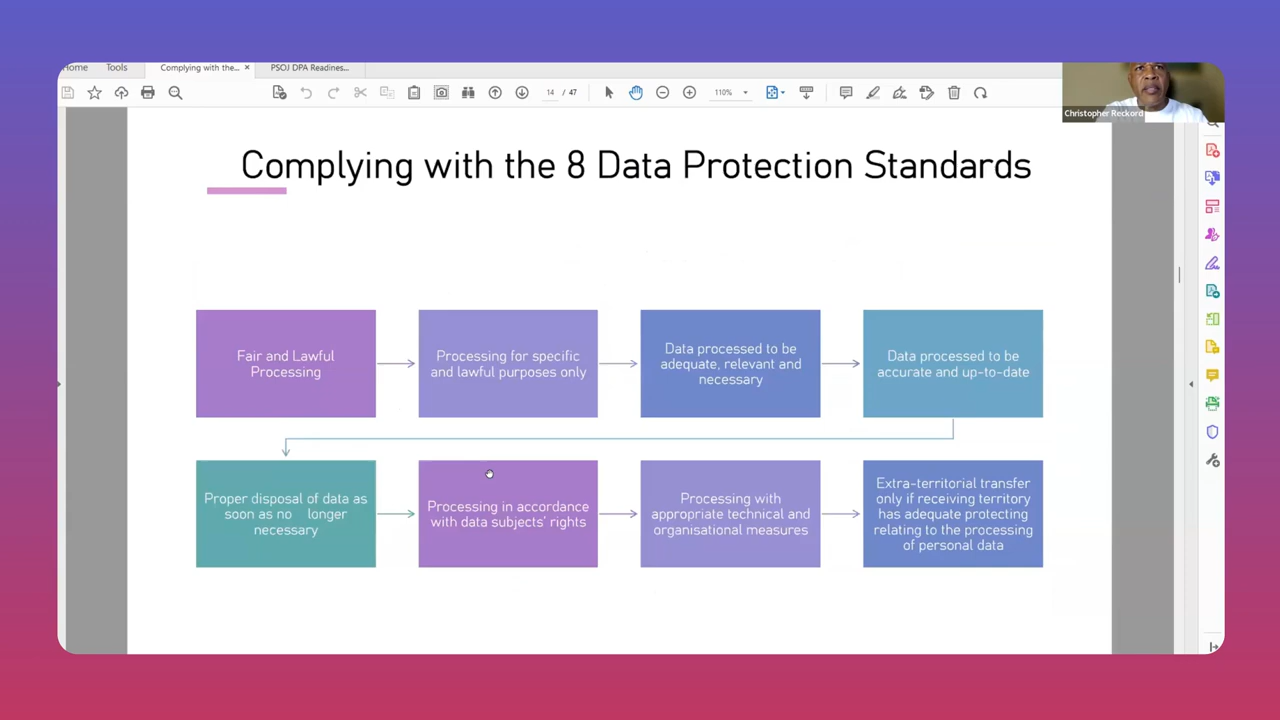 Home
Tools
Complying with the...
PSOJ DPA Readines...
14 / 47
110%
Christopher Reckord
Complying with the 8 Data Protection Standards
Fair and Lawful
Processing
Processing for specific
and lawful purposes only
Data processed to be
adequate, relevant and
necessary
Data processed to be
accurate and up-to-date
Proper disposal of data as
soon as no longer
necessary
Processing in accordance
with data subjects' rights
Processing with
appropriate technical and
organisational measures
Extra-territorial transfer
only if receiving territory
has adequate protecting
relating to the processing
of personal data